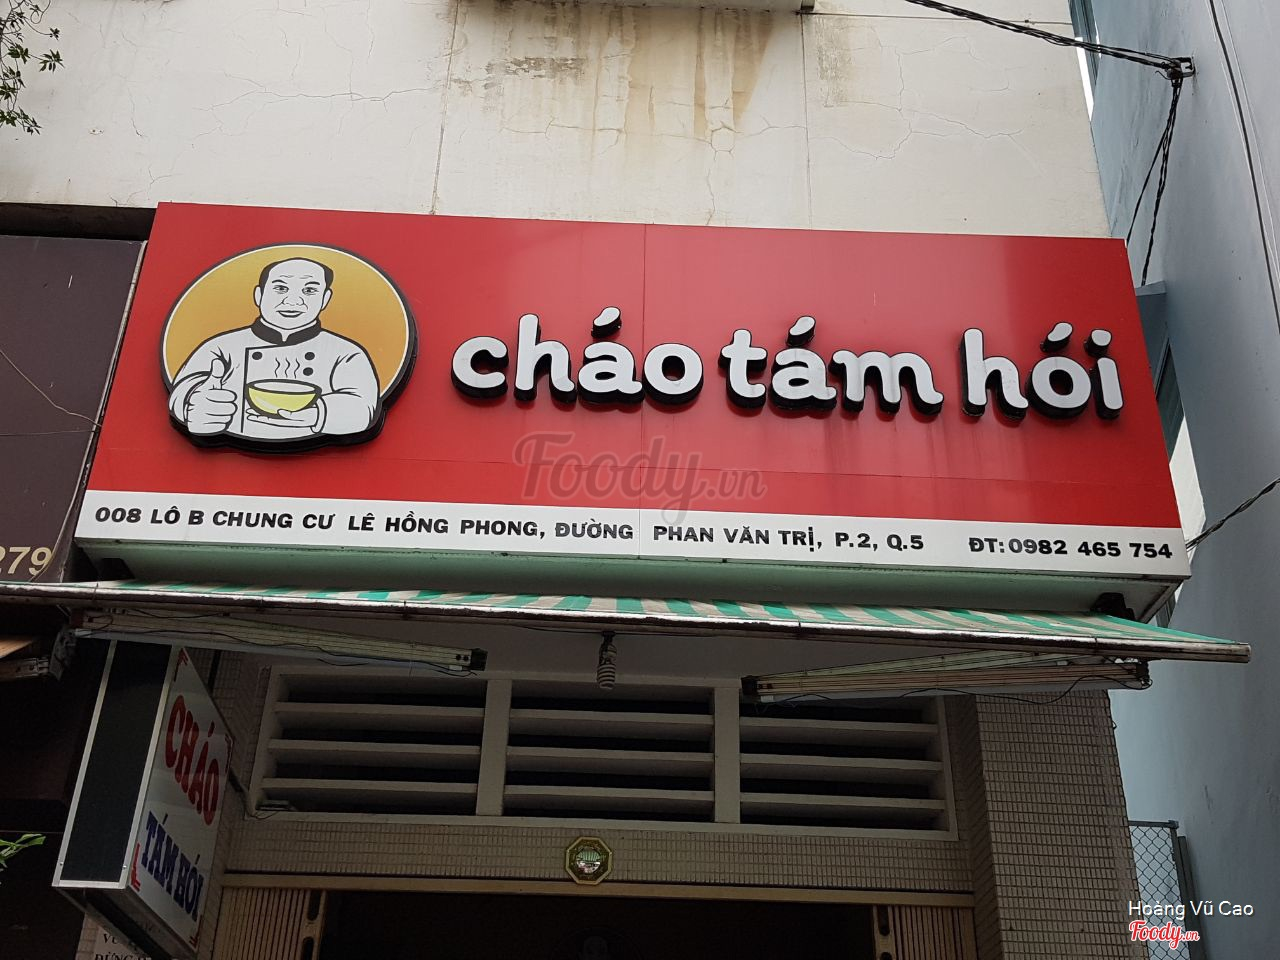 cháo tám hói
Foody.vn
008 LÔ B CHUNG CƯ LÊ HỒNG PHONG, ĐƯỜNG PHAN VĂN TRỊ, P.2, Q.5 ĐT: 0982 465 754
279
CHÁO
TÁM HÓI
Hoàng Vũ Cao
Foody.vn